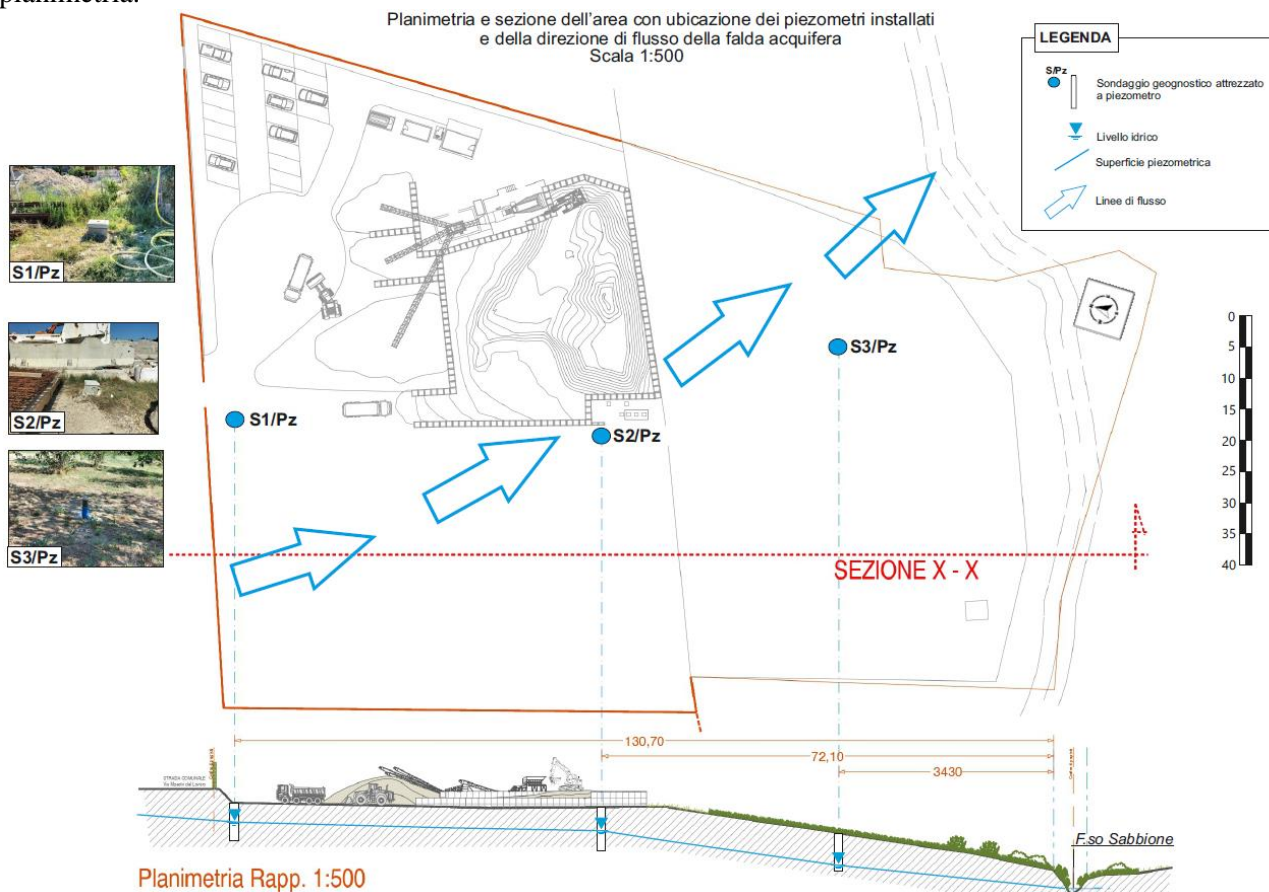 planimetria.
Planimetria e sezione dell'area con ubicazione dei piezometri installati
e della direzione di flusso della falda acquifera
Scala 1:500
LEGENDA
S/Pz
Sondaggio geognostico attrezzato
a piezometro
Livello idrico
Superficie piezometrica
Linee di flusso
S1/Pz
S2/Pz
S3/Pz
S1/Pz
S2/Pz
S3/Pz
0
5
10
15
20
25
30
35
40
SEZIONE X - X
130,70
72,10
3430
STRADA COMUNALE
F.so Sabbione
Planimetria Rapp. 1:500